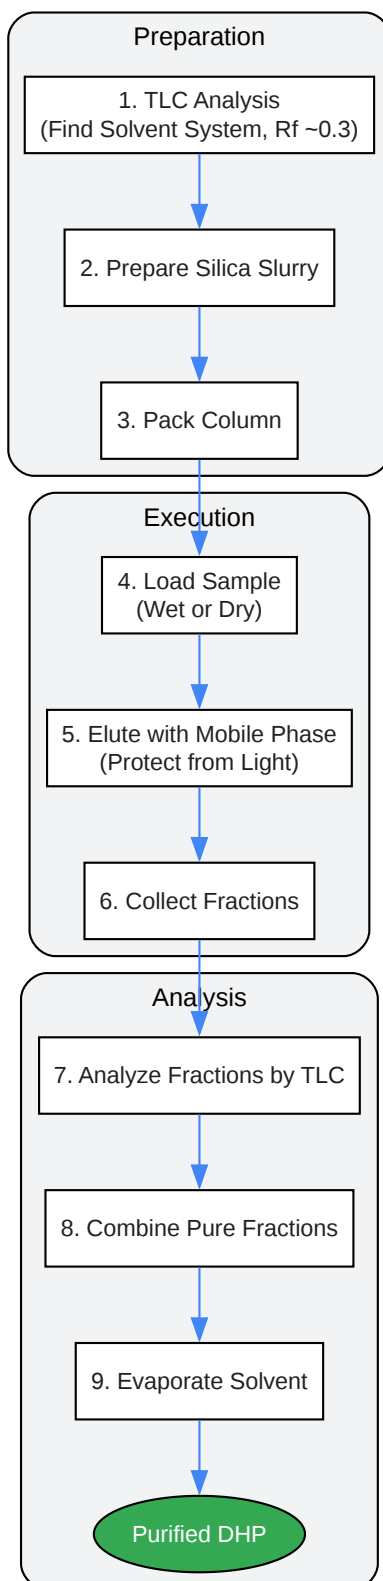 Preparation
1. TLC Analysis
(Find Solvent System, Rf ~0.3)
2. Prepare Silica Slurry
3. Pack Column
Execution
4. Load Sample
(Wet or Dry)
5. Elute with Mobile Phase
(Protect from Light)
6. Collect Fractions
Analysis
7. Analyze Fractions by TLC
8. Combine Pure Fractions
9. Evaporate Solvent
Purified DHP